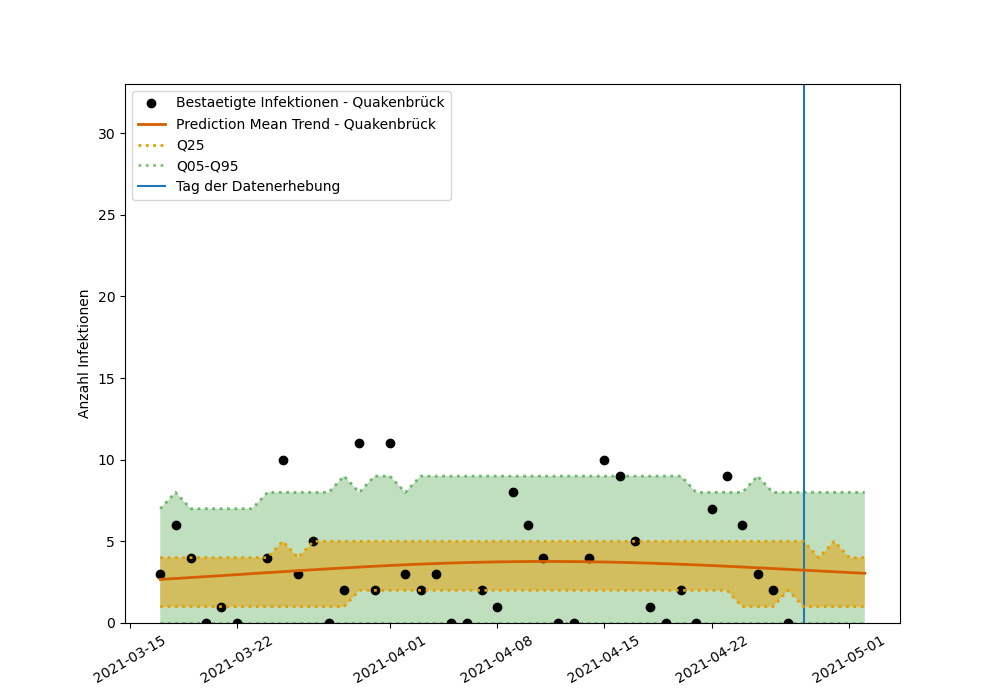 Bestaetigte Infektionen - Quakenbrück
Prediction Mean Trend - Quakenbrück
Q25
Q05-Q95
Tag der Datenerhebung
Anzahl Infektionen
30
25
20
15
10
5
0
2021-03-15
2021-03-22
2021-04-01
2021-04-08
2021-04-15
2021-04-22
2021-05-01